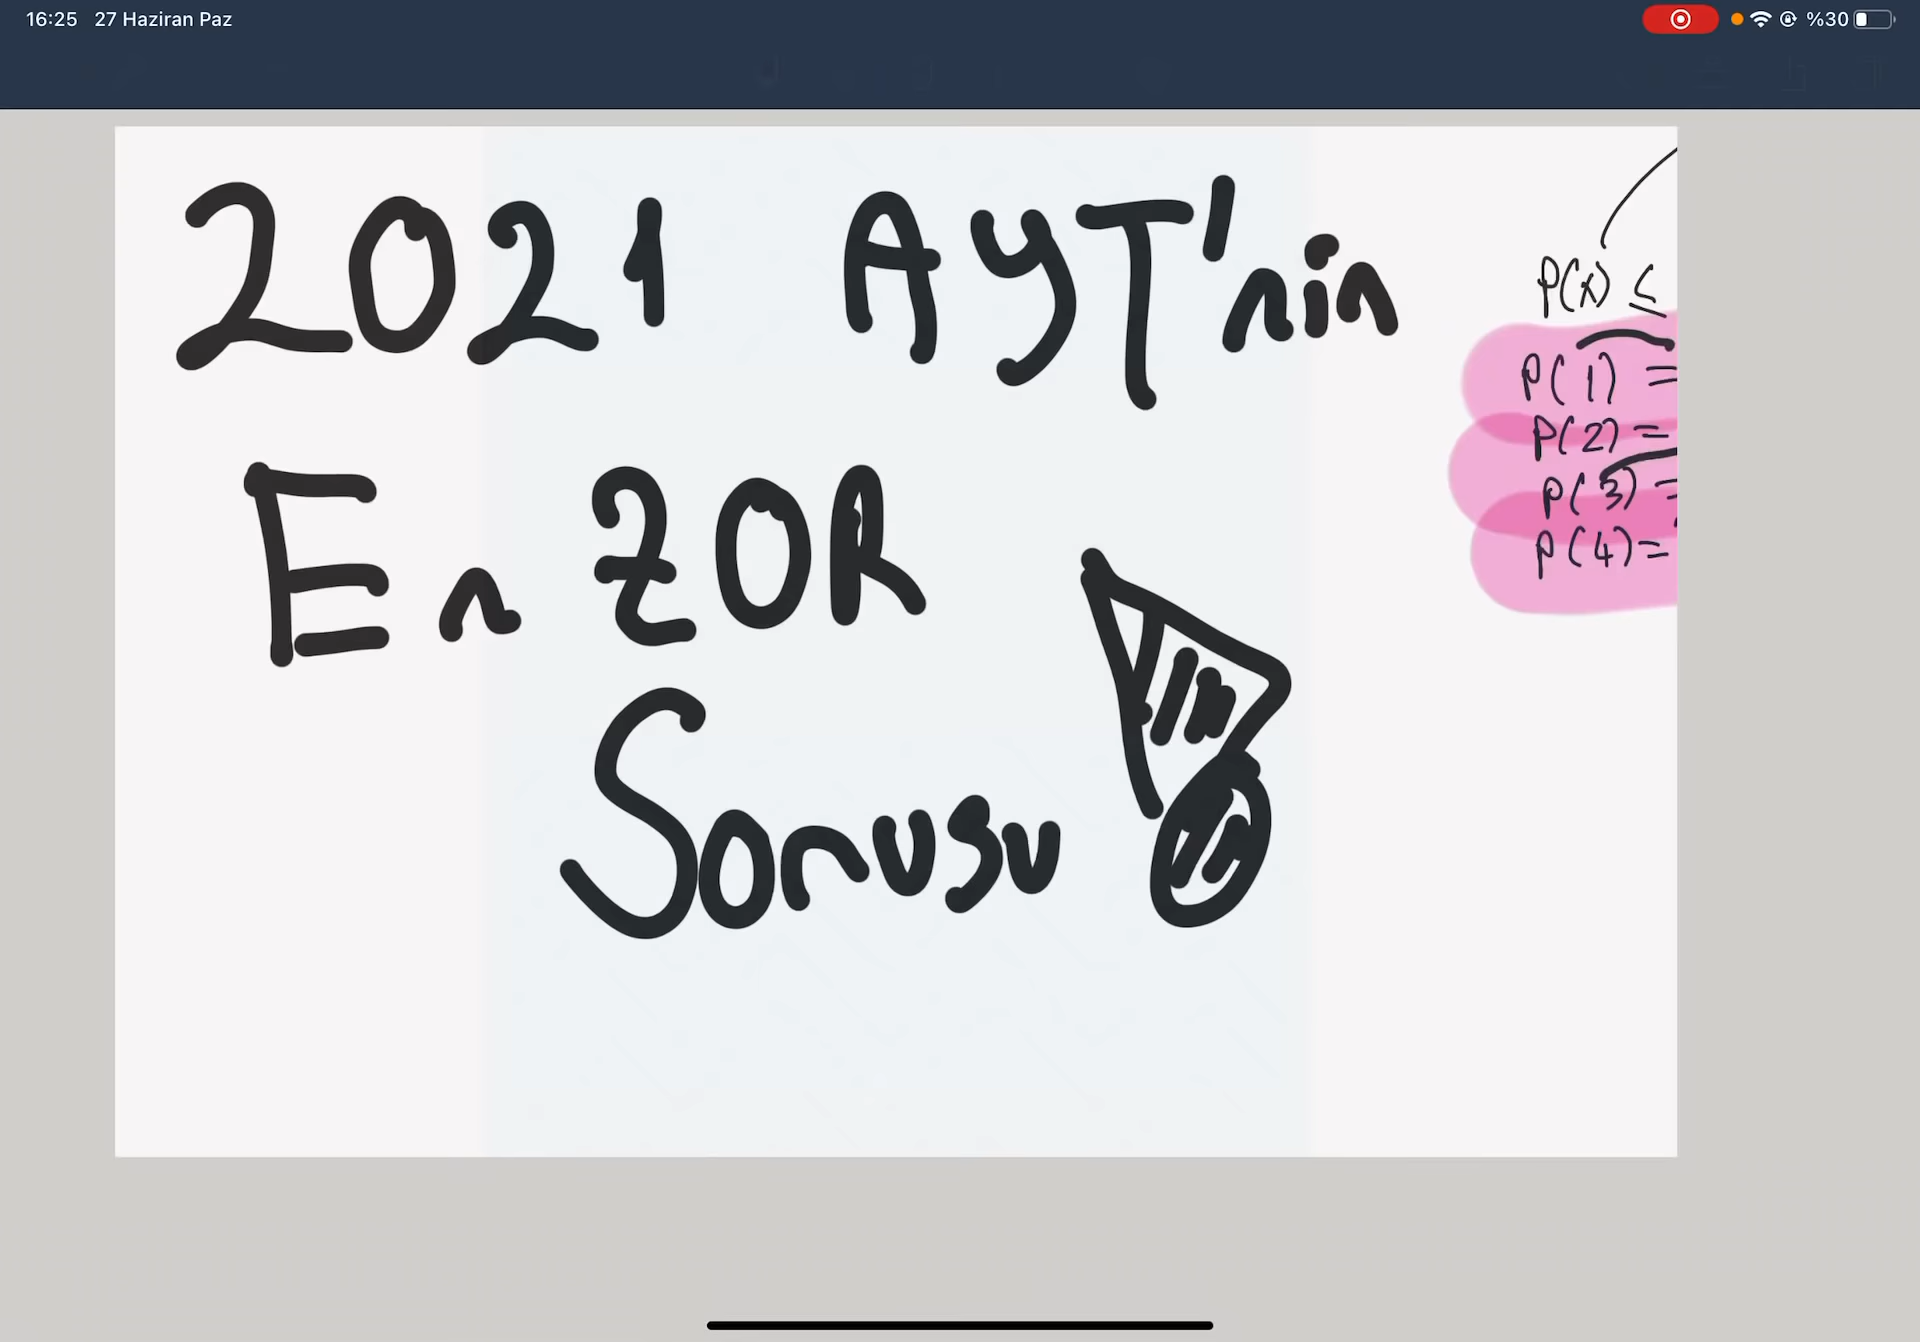 16:25 27 Haziran Paz
%30
2021 AYT'nin
En ZOR
Sorusu
P(x) ≤
P(1) =
P(2) =
P(3) =
P(4) =